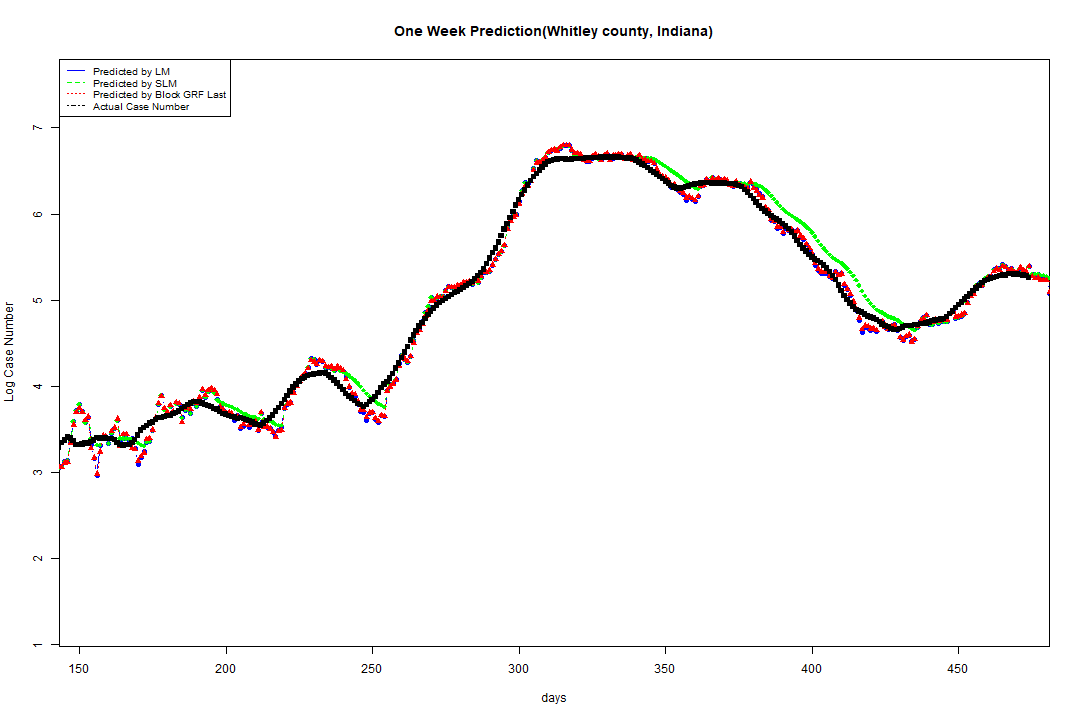 One Week Prediction(Whitley county, Indiana)
Predicted by LM
Predicted by SLM
Predicted by Block GRF Last
Actual Case Number
Log Case Number
7
6
5
4
3
2
1
150 200 250 300 350 400 450
days